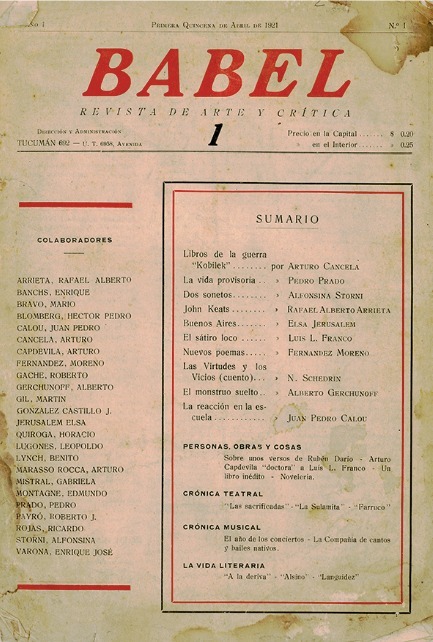 Año I
Primera Quincena de Abril de 1921
N.º 1
BABEL
REVISTA DE ARTE Y CRÍTICA
1
Dirección y Administración
TUCUMÁN 692 — U. T. 6958, Avenida
Precio en la Capital ....... $ 0.20
» en el Interior ....... » 0.25
COLABORADORES
ARRIETA, RAFAEL ALBERTO
BANCHS, ENRIQUE
BRAVO, MARIO
BLOMBERG, HECTOR PEDRO
CALOU, JUAN PEDRO
CANCELA, ARTURO
CAPDEVILA, ARTURO
FERNANDEZ, MORENO
GACHE, ROBERTO
GERCHUNOFF, ALBERTO
GIL, MARTIN
GONZALEZ CASTILLO J.
JERUSALEM ELSA
QUIROGA, HORACIO
LUGONES, LEOPOLDO
LYNCH, BENITO
MARASSO ROCCA, ARTURO
MISTRAL, GABRIELA
MONTAGNE, EDMUNDO
PRADO, PEDRO
PAYRÓ, ROBERTO J.
ROJAS, RICARDO
STORNI, ALFONSINA
VARONA, ENRIQUE JOSÉ
SUMARIO
Libros de la guerra
"Kobilek" ........ por ARTURO CANCELA
La vida provisoria .. » PEDRO PRADO
Dos sonetos ....... » ALFONSINA STORNI
John Keats ........ » RAFAEL ALBERTO ARRIETA
Buenos Aires....... » ELSA JERUSALEM
El sátiro loco ...... » LUIS L. FRANCO
Nuevos poemas..... » FERNANDEZ MORENO
Las Virtudes y los
Vicios (cuento)... » N. SCHEDRIN
El monstruo suelto.. » ALBERTO GERCHUNOFF
La reacción en la es-
cuela ............ » JUAN PEDRO CALOU
PERSONAS, OBRAS Y COSAS
Sobre unos versos de Rubén Darío - Arturo
Capdevila "doctora" a Luis L. Franco - Un
libro inédito - Novelería.
CRÓNICA TEATRAL
"Las sacrificadas" - "La Sulamita" - "Farruco"
CRÓNICA MUSICAL
El año de los conciertos - La Compañía de cantos
y bailes nativos.
LA VIDA LITERARIA
"A la deriva" - "Alsino" - "Languidez"